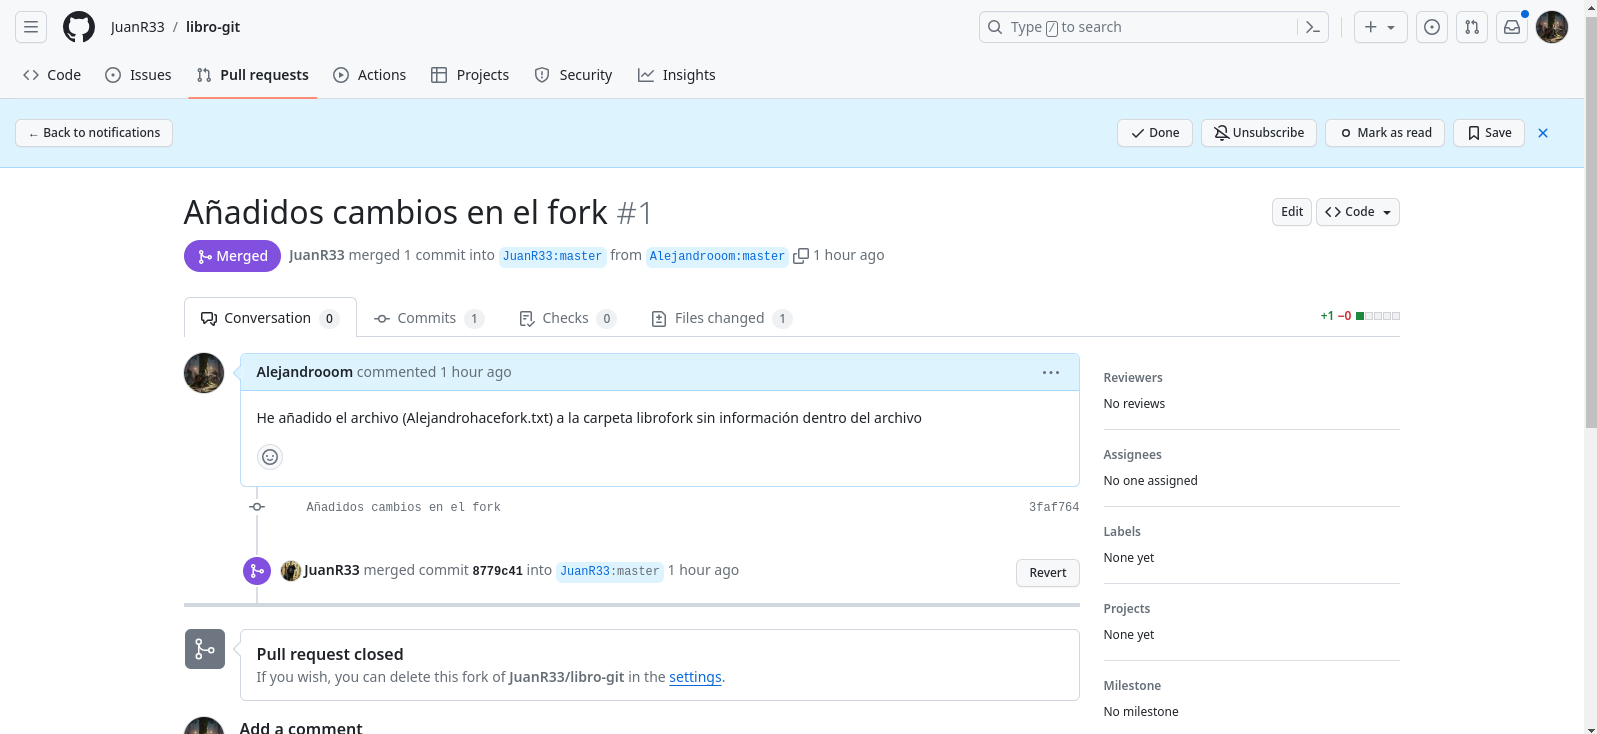 JuanR33 / libro-git
Type / to search
Code
Issues
Pull requests
Actions
Projects
Security
Insights
← Back to notifications
Done
Unsubscribe
Mark as read
Save
Añadidos cambios en el fork #1
Edit
Code
Merged
JuanR33 merged 1 commit into JuanR33:master from Alejandrooom:master 1 hour ago
Conversation 0
Commits 1
Checks 0
Files changed 1
+1 −0
Alejandrooom commented 1 hour ago
He añadido el archivo (Alejandrohacefork.txt) a la carpeta librofork sin información dentro del archivo
Añadidos cambios en el fork
3faf764
JuanR33 merged commit 8779c41 into JuanR33:master 1 hour ago
Revert
Pull request closed
If you wish, you can delete this fork of JuanR33/libro-git in the settings.
Add a comment
Reviewers
No reviews
Assignees
No one assigned
Labels
None yet
Projects
None yet
Milestone
No milestone